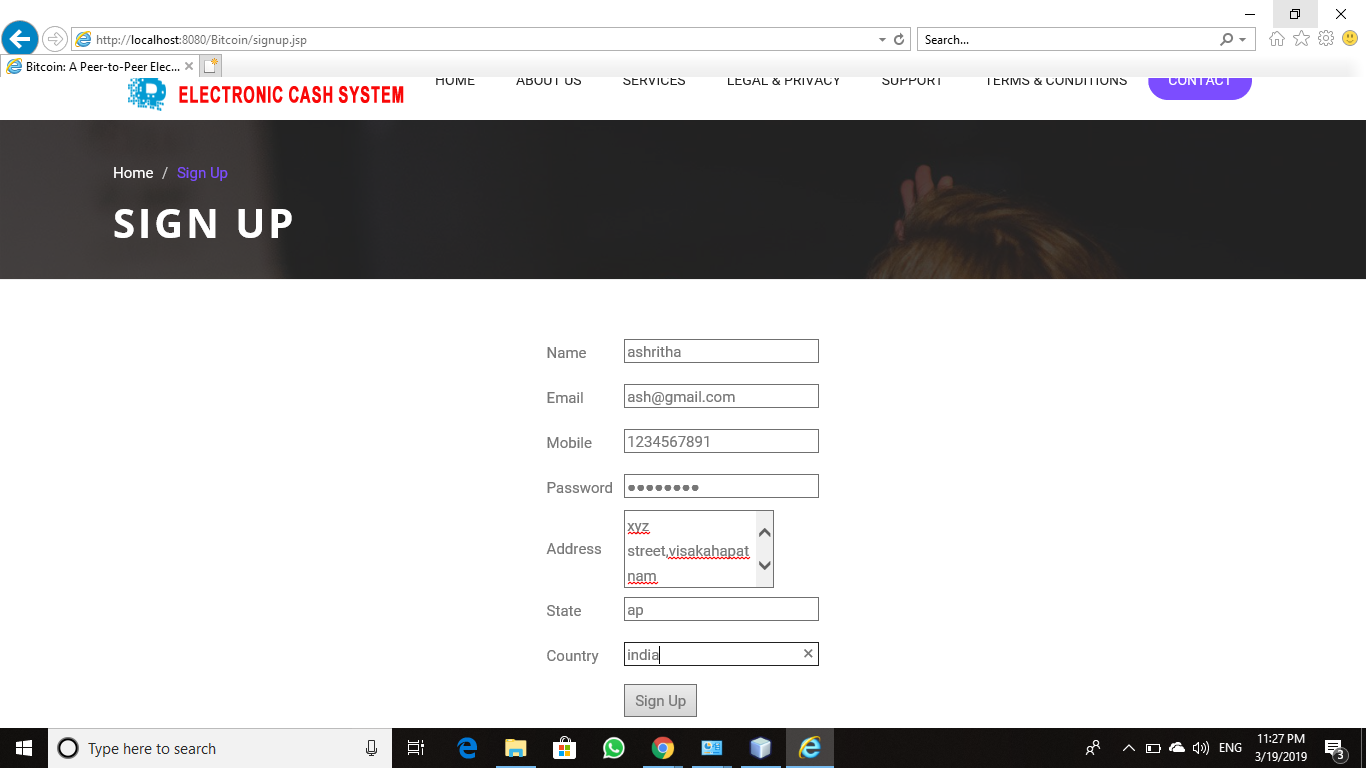 http://localhost:8080/Bitcoin/signup.jsp
Search...
Bitcoin: A Peer-to-Peer Elec...
ELECTRONIC CASH SYSTEM
HOME ABOUT US SERVICES LEGAL & PRIVACY SUPPORT TERMS & CONDITIONS CONTACT
Home / Sign Up
SIGN UP
Name ashritha
Email ash@gmail.com
Mobile 1234567891
Password ●●●●●●●●
Address
xyz
street,visakahapat
nam
State ap
Country india
Sign Up
Type here to search
ENG
11:27 PM
3/19/2019
3